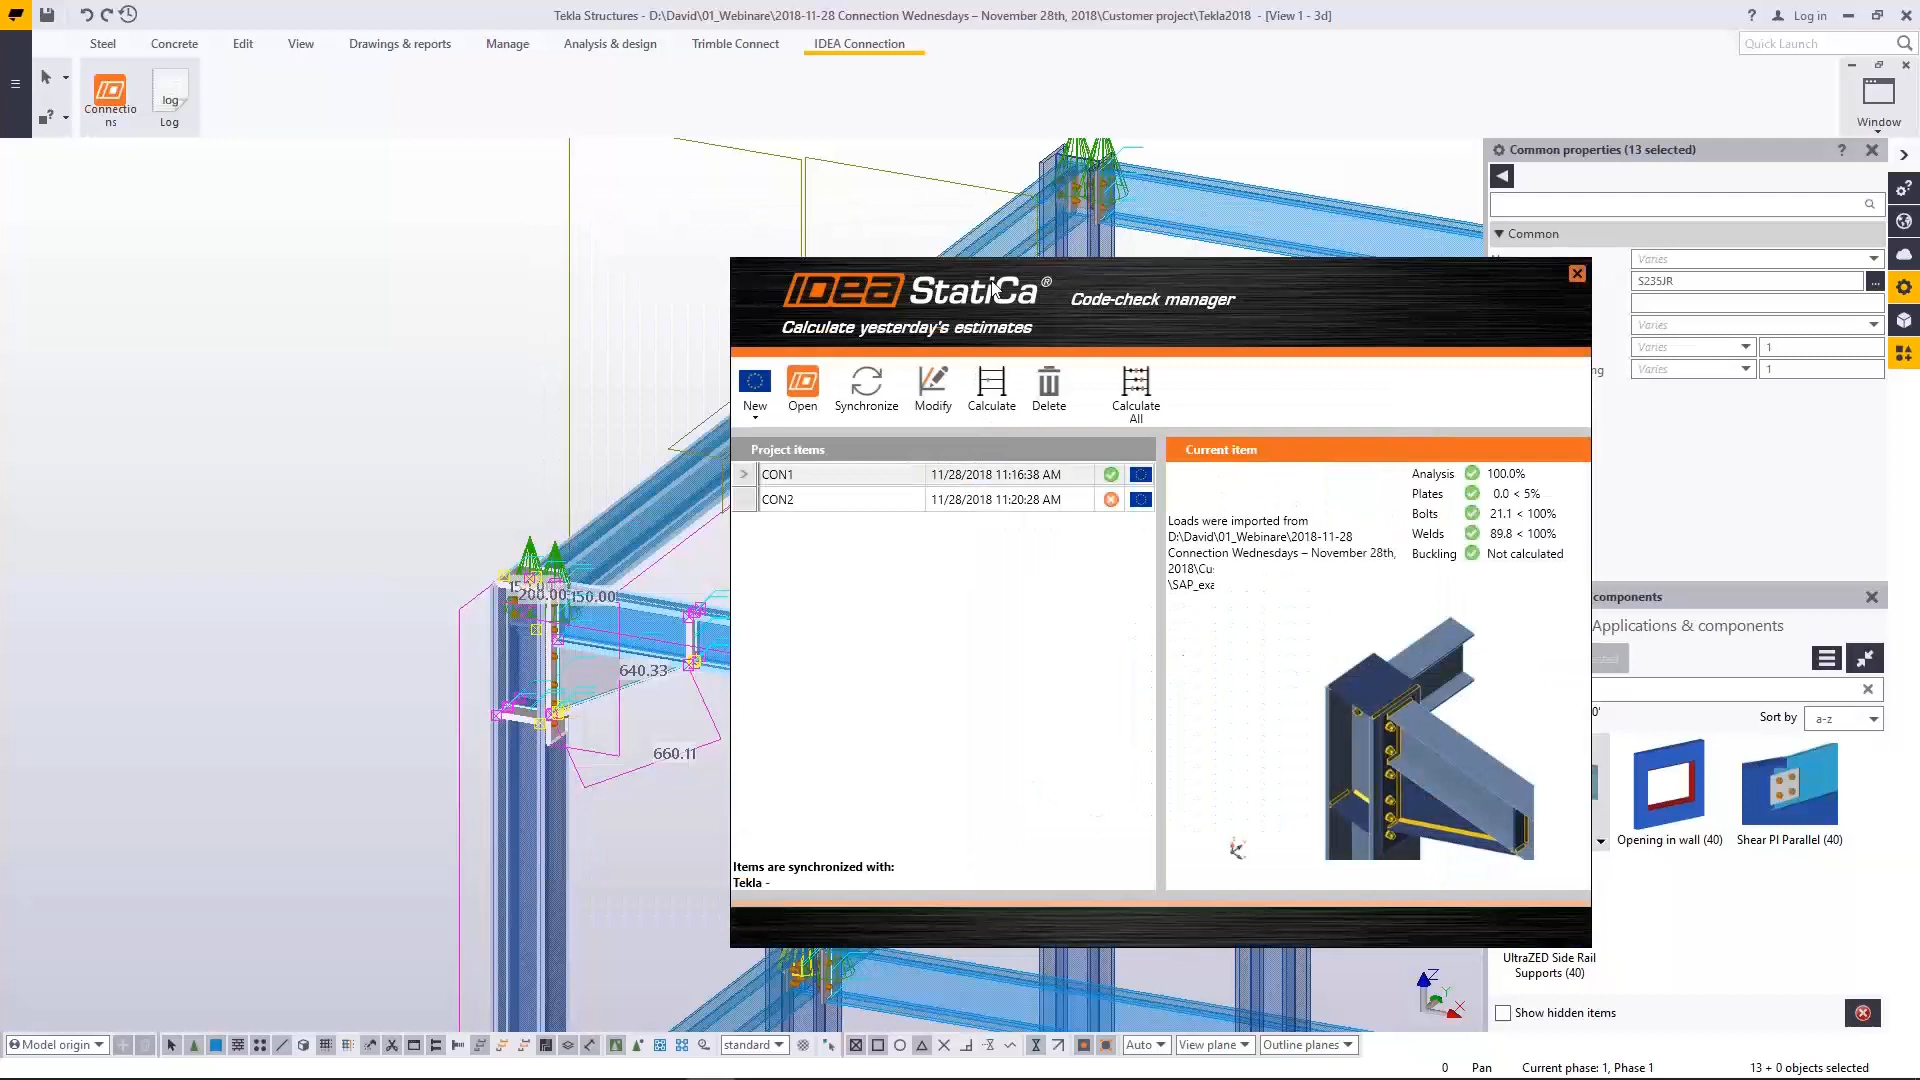 Tekla Structures - D:\David\01_Webinare\2018-11-28 Connection Wednesdays – November 28th, 2018\Customer project\Tekla2018 - [View 1 - 3d]
? Log in
Steel Concrete Edit View Drawings & reports Manage Analysis & design Trimble Connect IDEA Connection
Quick Launch
Connectio
ns
log
Log
Window
Common properties (13 selected)
?
Common
Varies
S235JR
...
Varies
Varies 1
ng Varies 1
IDEA StatiCa®
Code-check manager
Calculate yesterday's estimates
New
Open
Synchronize
Modify
Calculate
Delete
Calculate
All
Project items
CON1 11/28/2018 11:16:38 AM
CON2 11/28/2018 11:20:28 AM
Items are synchronized with:
Tekla -
Current item
Analysis 100.0%
Plates 0.0 < 5%
Bolts 21.1 < 100%
Welds 89.8 < 100%
Buckling Not calculated
Loads were imported from
D:\David\01_Webinare\2018-11-28
Connection Wednesdays – November 28th,
2018\Cu
\SAP_exa
200.00
150.00
640.33
660.11
components
Applications & components
0'
Sort by a-z
Opening in wall (40)
Shear Pl Parallel (40)
UltraZED Side Rail
Supports (40)
Show hidden items
Z
Y
X
Model origin
standard
Auto
View plane
Outline planes
0 Pan Current phase: 1, Phase 1 13 + 0 objects selected